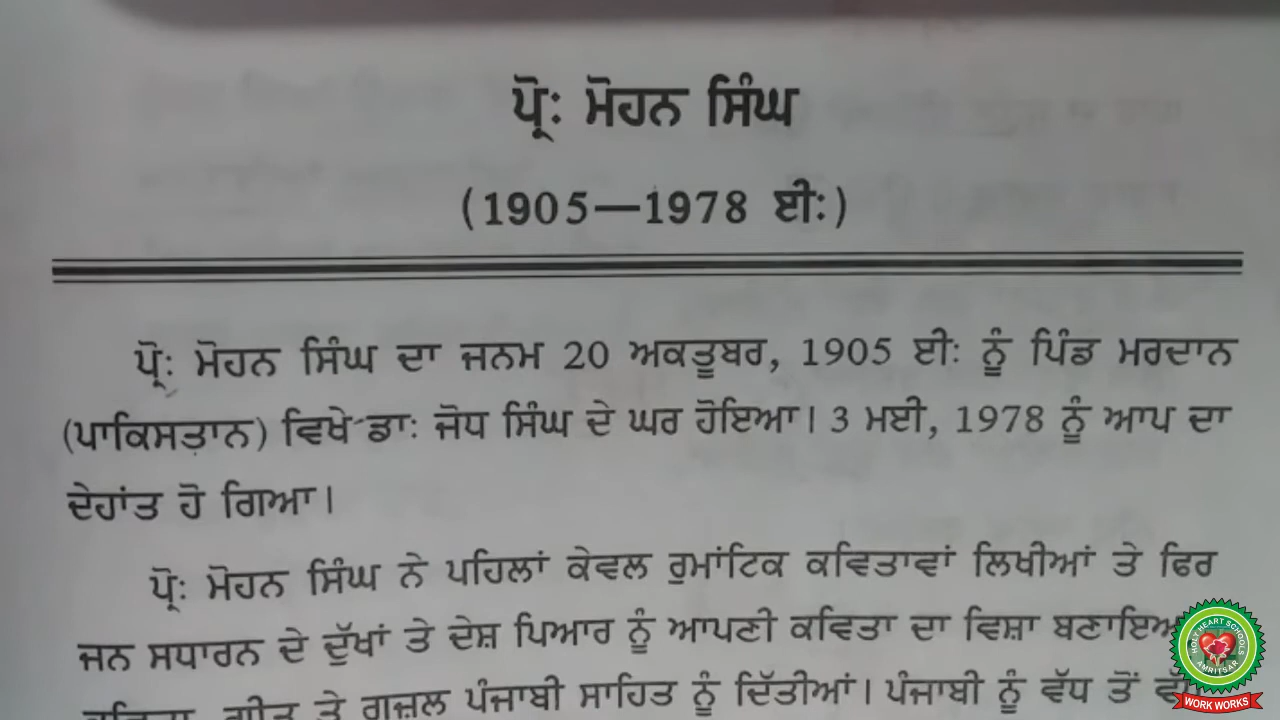 ਪ੍ਰੋ: ਮੋਹਨ ਸਿੰਘ
(1905—1978 ਈ:)
ਪ੍ਰੋ: ਮੋਹਨ ਸਿੰਘ ਦਾ ਜਨਮ 20 ਅਕਤੂਬਰ, 1905 ਈ: ਨੂੰ ਪਿੰਡ ਮਰਦਾਨ
(ਪਾਕਿਸਤਾਨ) ਵਿਖੇ ਡਾ: ਜੋਧ ਸਿੰਘ ਦੇ ਘਰ ਹੋਇਆ। 3 ਮਈ, 1978 ਨੂੰ ਆਪ ਦਾ
ਦੇਹਾਂਤ ਹੋ ਗਿਆ।
ਪ੍ਰੋ: ਮੋਹਨ ਸਿੰਘ ਨੇ ਪਹਿਲਾਂ ਕੇਵਲ ਰੁਮਾਂਟਿਕ ਕਵਿਤਾਵਾਂ ਲਿਖੀਆਂ ਤੇ ਫਿਰ
ਜਨ ਸਧਾਰਨ ਦੇ ਦੁੱਖਾਂ ਤੇ ਦੇਸ਼ ਪਿਆਰ ਨੂੰ ਆਪਣੀ ਕਵਿਤਾ ਦਾ ਵਿਸ਼ਾ
ਗੀਤ ਤੇ ਗਜ਼ਲ ਪੰਜਾਬੀ ਸਾਹਿਤ ਨੂੰ ਦਿੱਤੀਆਂ। ਪੰਜਾਬੀ ਨੂੰ ਵੱਧ ਤੋਂ
HOLY HEART SCHOOLS
AMRITSAR
WORK WORKS